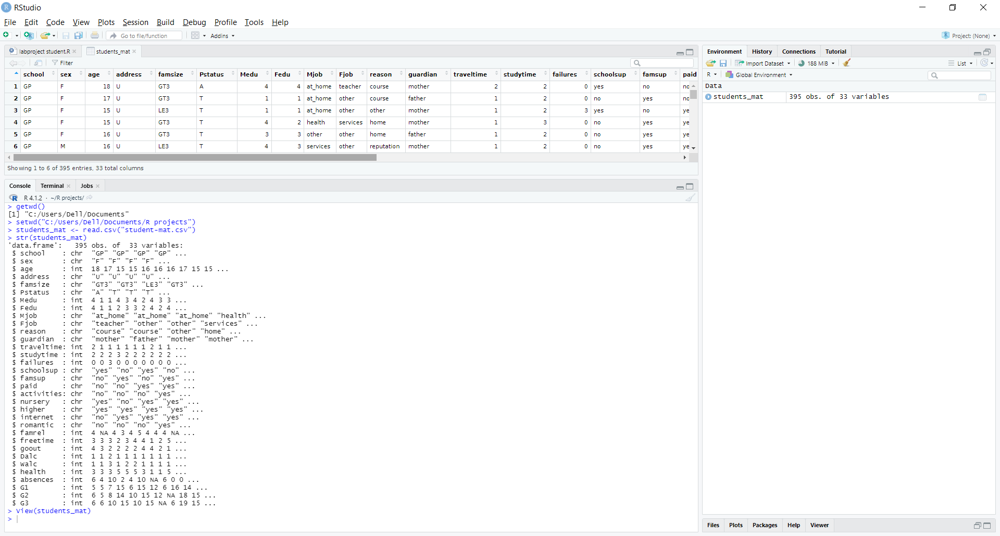 RStudio
File Edit Code View Plots Session Build Debug Profile Tools Help
Go to file/function Addins Project: (None)
labproject student.R students_mat
Filter
school sex age address famsize Pstatus Medu Fedu Mjob Fjob reason guardian traveltime studytime failures schoolsup famsup paid
1 GP F 18 U GT3 A 4 4 at_home teacher course mother 2 2 0 yes no no
2 GP F 17 U GT3 T 1 1 at_home other course father 1 2 0 no yes no
3 GP F 15 U LE3 T 1 1 at_home other other mother 1 2 3 yes no ye
4 GP F 15 U GT3 T 4 2 health services home mother 1 3 0 no yes ye
5 GP F 16 U GT3 T 3 3 other other home father 1 2 0 no yes ye
6 GP M 16 U LE3 T 4 3 services other reputation mother 1 2 0 no yes ye
Showing 1 to 6 of 395 entries, 33 total columns
Console Terminal Jobs
R 4.1.2 · ~/R projects/
> getwd()
[1] "C:/Users/Dell/Documents"
> setwd("C:/Users/Dell/Documents/R projects")
> students_mat <- read.csv("student-mat.csv")
> str(students_mat)
'data.frame':   395 obs. of  33 variables:
 $ school    : chr  "GP" "GP" "GP" "GP" ...
 $ sex       : chr  "F" "F" "F" "F" ...
 $ age       : int  18 17 15 15 16 16 16 17 15 15 ...
 $ address   : chr  "U" "U" "U" "U" ...
 $ famsize   : chr  "GT3" "GT3" "LE3" "GT3" ...
 $ Pstatus   : chr  "A" "T" "T" "T" ...
 $ Medu      : int  4 1 1 4 3 4 2 4 3 3 ...
 $ Fedu      : int  4 1 1 2 3 3 2 4 2 4 ...
 $ Mjob      : chr  "at_home" "at_home" "at_home" "health" ...
 $ Fjob      : chr  "teacher" "other" "other" "services" ...
 $ reason    : chr  "course" "course" "other" "home" ...
 $ guardian  : chr  "mother" "father" "mother" "mother" ...
 $ traveltime: int  2 1 1 1 1 1 1 2 1 1 ...
 $ studytime : int  2 2 2 3 2 2 2 2 2 2 ...
 $ failures  : int  0 0 3 0 0 0 0 0 0 0 ...
 $ schoolsup : chr  "yes" "no" "yes" "no" ...
 $ famsup    : chr  "no" "yes" "no" "yes" ...
 $ paid      : chr  "no" "no" "yes" "yes" ...
 $ activities: chr  "no" "no" "no" "yes" ...
 $ nursery   : chr  "yes" "no" "yes" "yes" ...
 $ higher    : chr  "yes" "yes" "yes" "yes" ...
 $ internet  : chr  "no" "yes" "yes" "yes" ...
 $ romantic  : chr  "no" "no" "no" "yes" ...
 $ famrel    : int  4 NA 4 3 4 5 4 4 4 NA ...
 $ freetime  : int  3 3 3 2 3 4 4 1 2 5 ...
 $ goout     : int  4 3 2 2 2 2 4 4 2 1 ...
 $ Dalc      : int  1 1 2 1 1 1 1 1 1 1 ...
 $ Walc      : int  1 1 3 1 2 2 1 1 1 1 ...
 $ health    : int  3 3 3 5 5 5 3 1 1 5 ...
 $ absences  : int  6 4 10 2 4 10 NA 6 0 0 ...
 $ G1        : int  5 5 7 15 6 15 12 6 16 14 ...
 $ G2        : int  6 5 8 14 10 15 12 NA 18 15 ...
 $ G3        : int  6 6 10 15 10 15 NA 6 19 15 ...
> View(students_mat)
>
Environment History Connections Tutorial
Import Dataset 188 MiB List
R Global Environment
Data
students_mat 395 obs. of 33 variables
Files Plots Packages Help Viewer